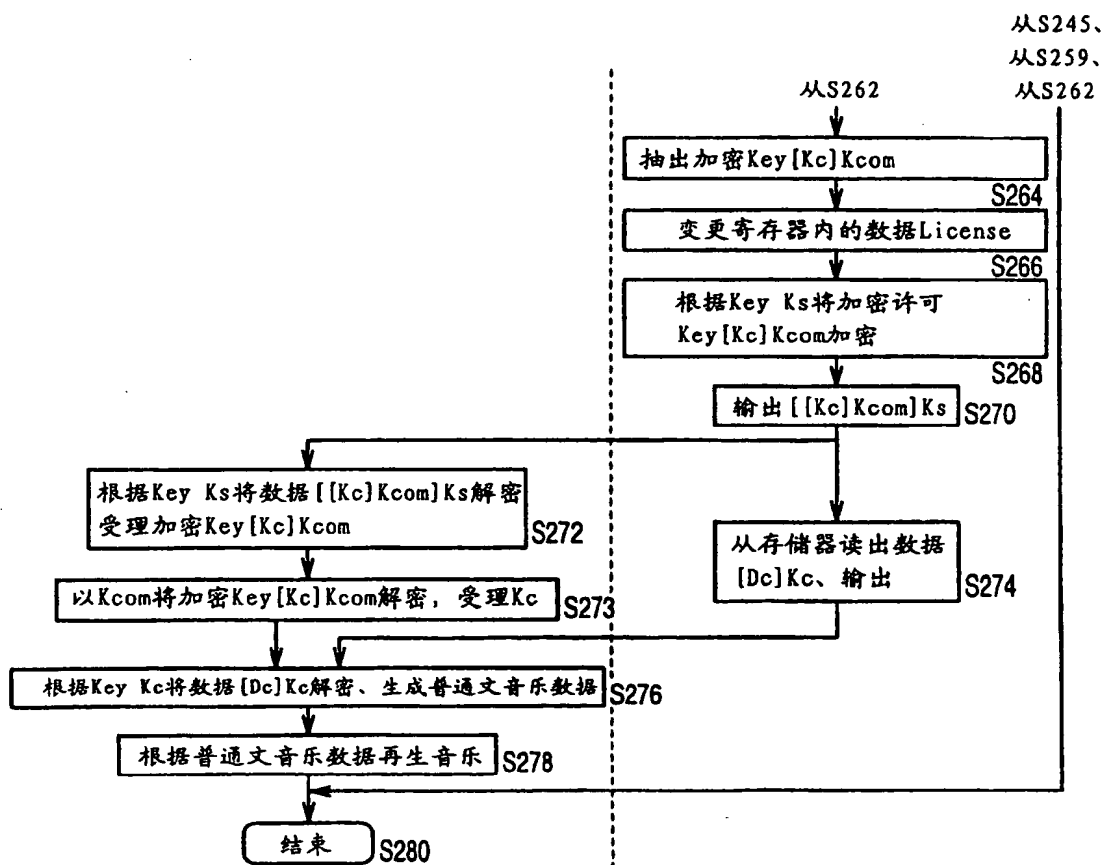 从S245、
从S259、
从S262
从S262
抽出加密Key[Kc]Kcom
S264
变更寄存器内的数据License
S266
根据Key Ks将加密许可
Key[Kc]Kcom加密
S268
输出[[Kc]Kcom]Ks
S270
根据Key Ks将数据[[Kc]Kcom]Ks解密
受理加密Key[Kc]Kcom
S272
从存储器读出数据
[Dc]Kc、输出
S274
以Kcom将加密Key[Kc]Kcom解密，受理Kc
S273
根据Key Kc将数据[Dc]Kc解密、生成普通文音乐数据
S276
根据普通文音乐数据再生音乐
S278
结束
S280